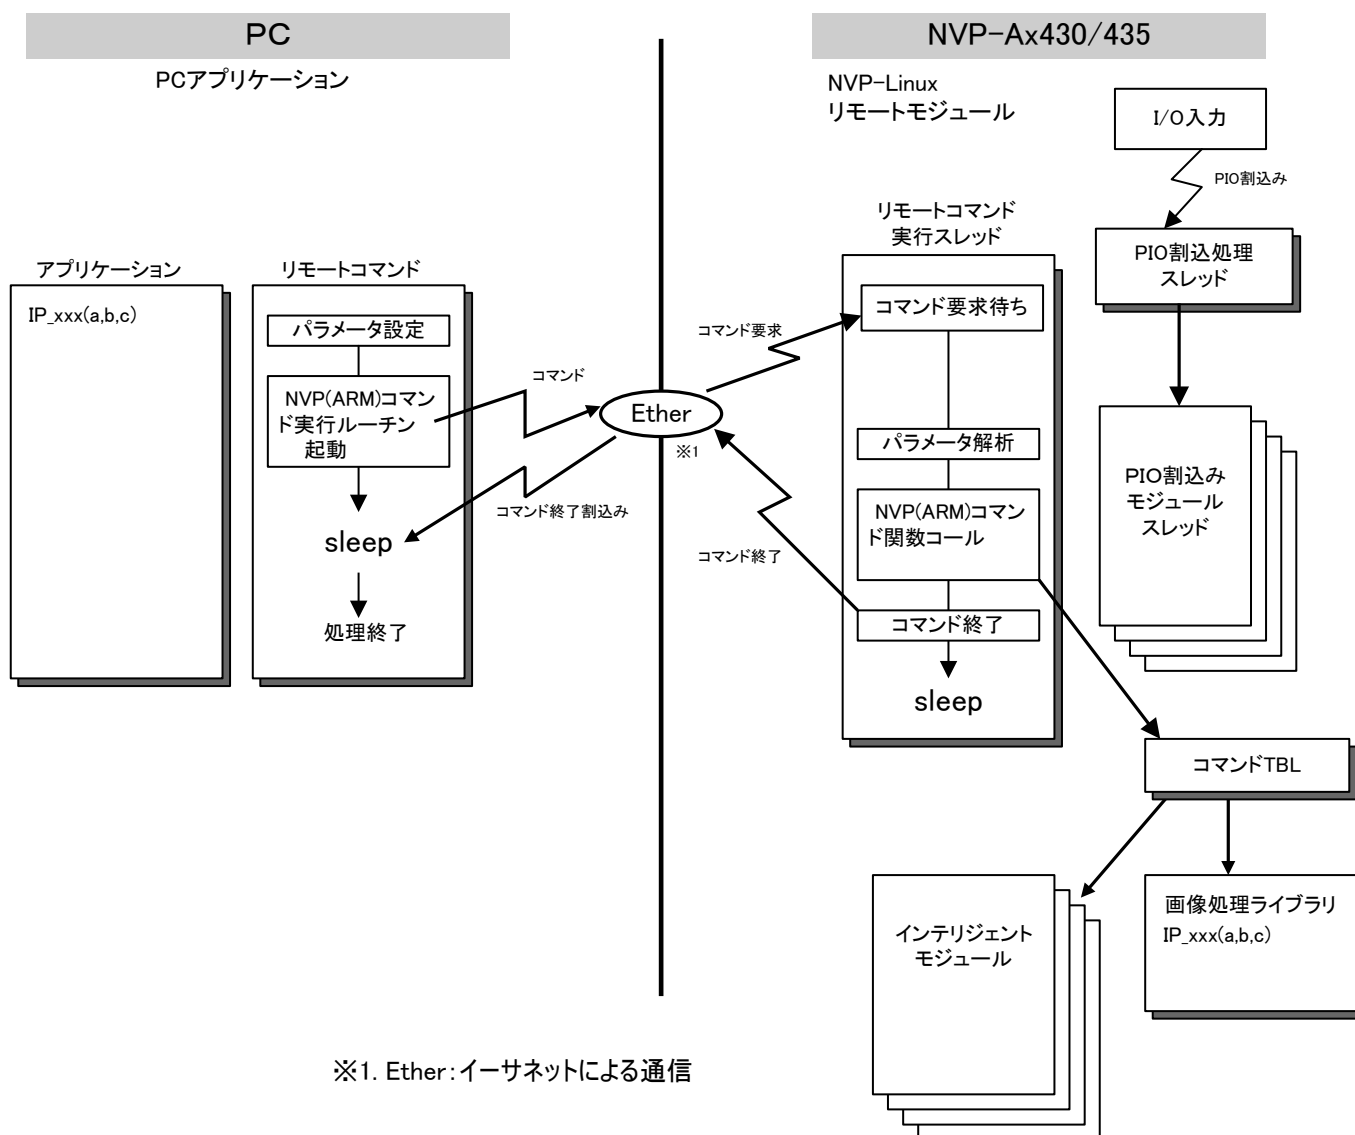 PC
NVP-Ax430/435
PCアプリケーション
NVP-Linux
リモートモジュール
I/O入力
PIO割込み
リモートコマンド
実行スレッド
PIO割込処理
スレッド
アプリケーション
リモートコマンド
IP_xxx(a,b,c)
パラメータ設定
NVP(ARM)コマン
ド実行ルーチン
起動
sleep
処理終了
コマンド
コマンド終了割込み
Ether
※1
コマンド要求
コマンド終了
コマンド要求待ち
パラメータ解析
NVP(ARM)コマン
ド関数コール
コマンド終了
sleep
PIO割込み
モジュール
スレッド
コマンドTBL
インテリジェント
モジュール
画像処理ライブラリ
IP_xxx(a,b,c)
※1. Ether:イーサネットによる通信